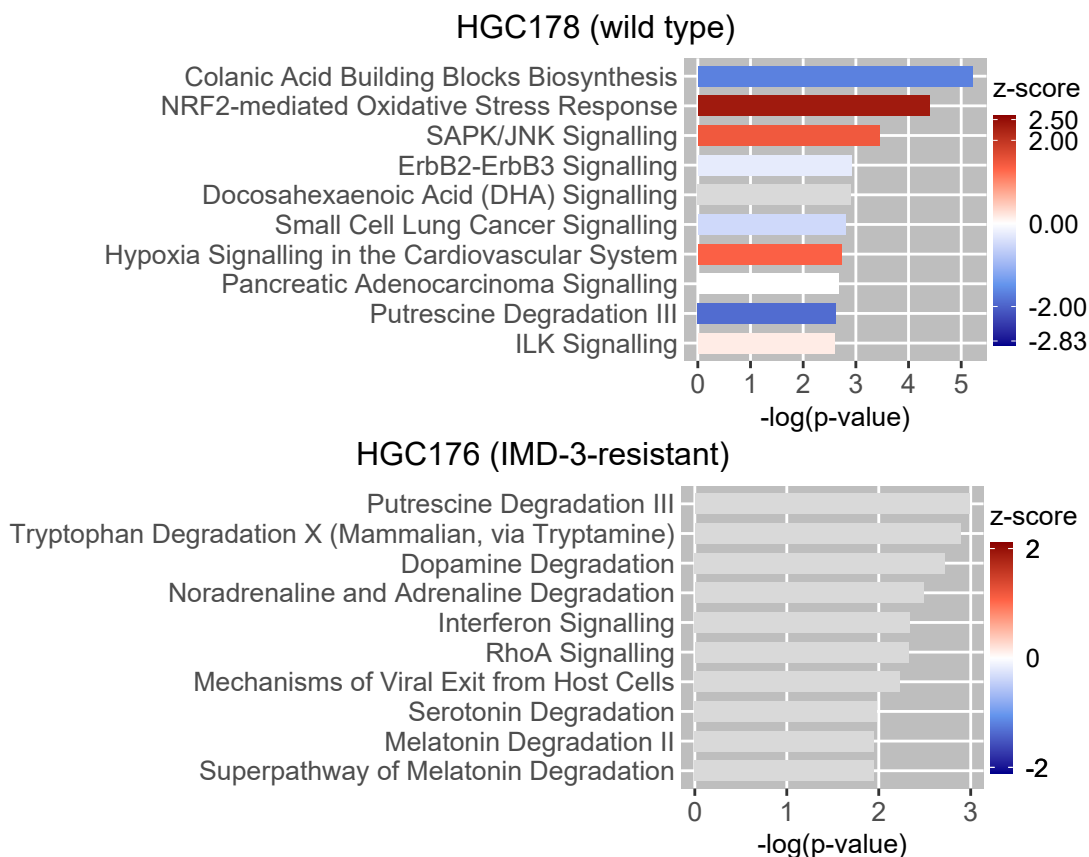 HGC178 (wild type)
Colanic Acid Building Blocks Biosynthesis
NRF2-mediated Oxidative Stress Response
SAPK/JNK Signalling
ErbB2-ErbB3 Signalling
Docosahexaenoic Acid (DHA) Signalling
Small Cell Lung Cancer Signalling
Hypoxia Signalling in the Cardiovascular System
Pancreatic Adenocarcinoma Signalling
Putrescine Degradation III
ILK Signalling
0 1 2 3 4 5
-log(p-value)
z-score
2.50
2.00
0.00
-2.00
-2.83
HGC176 (IMD-3-resistant)
Putrescine Degradation III
Tryptophan Degradation X (Mammalian, via Tryptamine)
Dopamine Degradation
Noradrenaline and Adrenaline Degradation
Interferon Signalling
RhoA Signalling
Mechanisms of Viral Exit from Host Cells
Serotonin Degradation
Melatonin Degradation II
Superpathway of Melatonin Degradation
0 1 2 3
-log(p-value)
z-score
2
0
-2